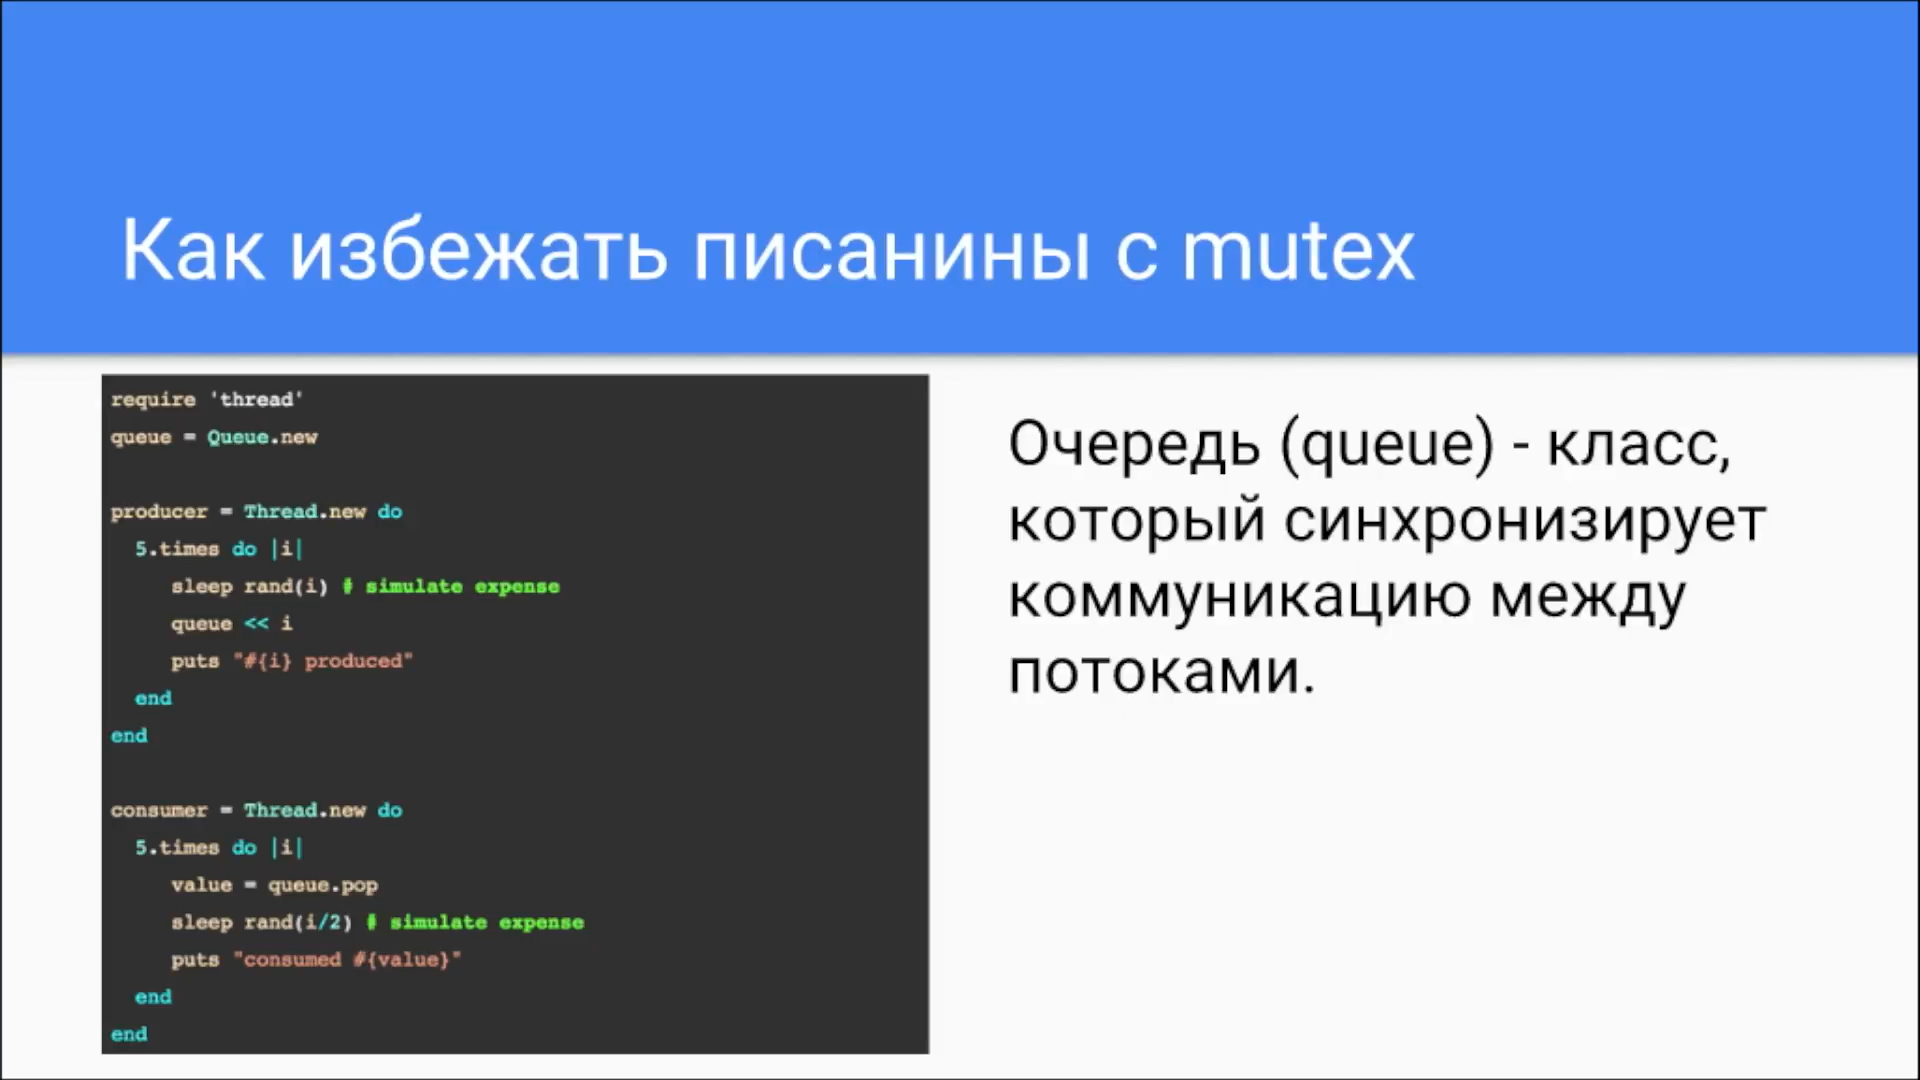 Как избежать писанины с mutex
require 'thread'
queue = Queue.new
producer = Thread.new do
5.times do |i|
sleep rand(i) # simulate expense
queue << i
puts "#{i} produced"
end
end
consumer = Thread.new do
5.times do |i|
value = queue.pop
sleep rand(i/2) # simulate expense
puts "consumed #{value}"
end
end
Очередь (queue) - класс,
который синхронизирует
коммуникацию между
потоками.